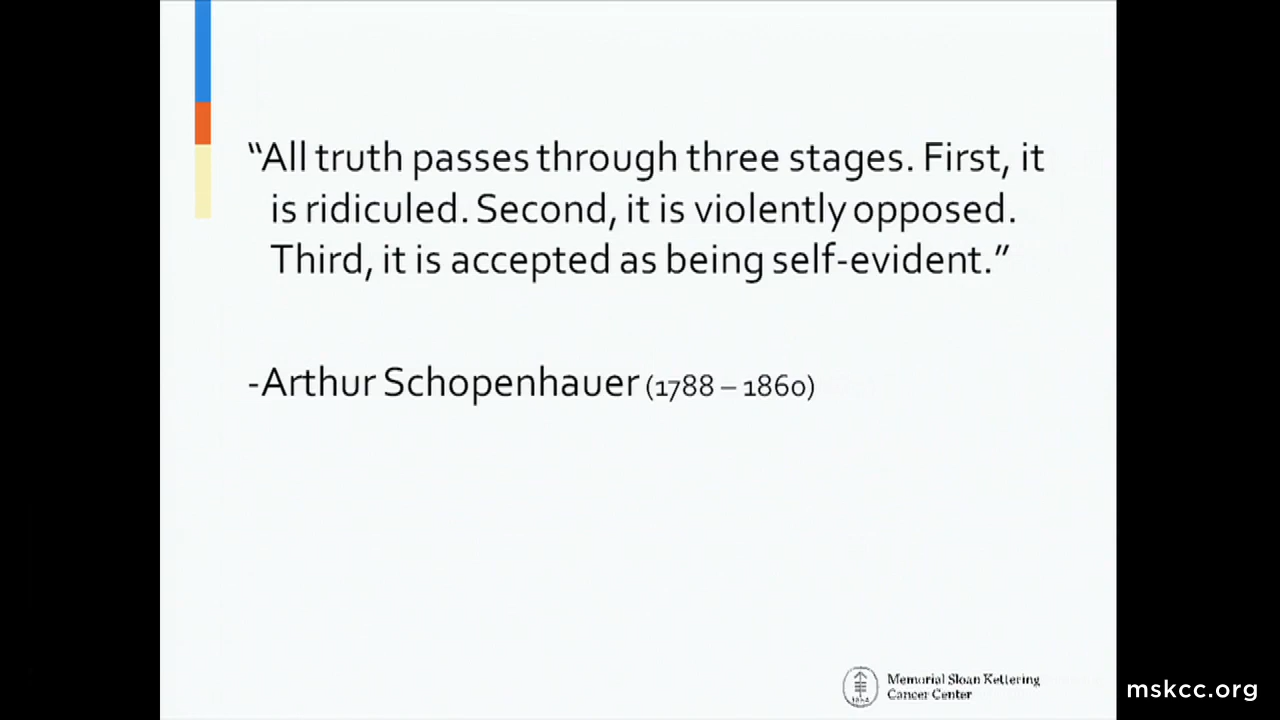 “All truth passes through three stages. First, it
is ridiculed. Second, it is violently opposed.
Third, it is accepted as being self-evident.”
-Arthur Schopenhauer (1788 – 1860)
Memorial Sloan Kettering
Cancer Center
1884
mskcc.org